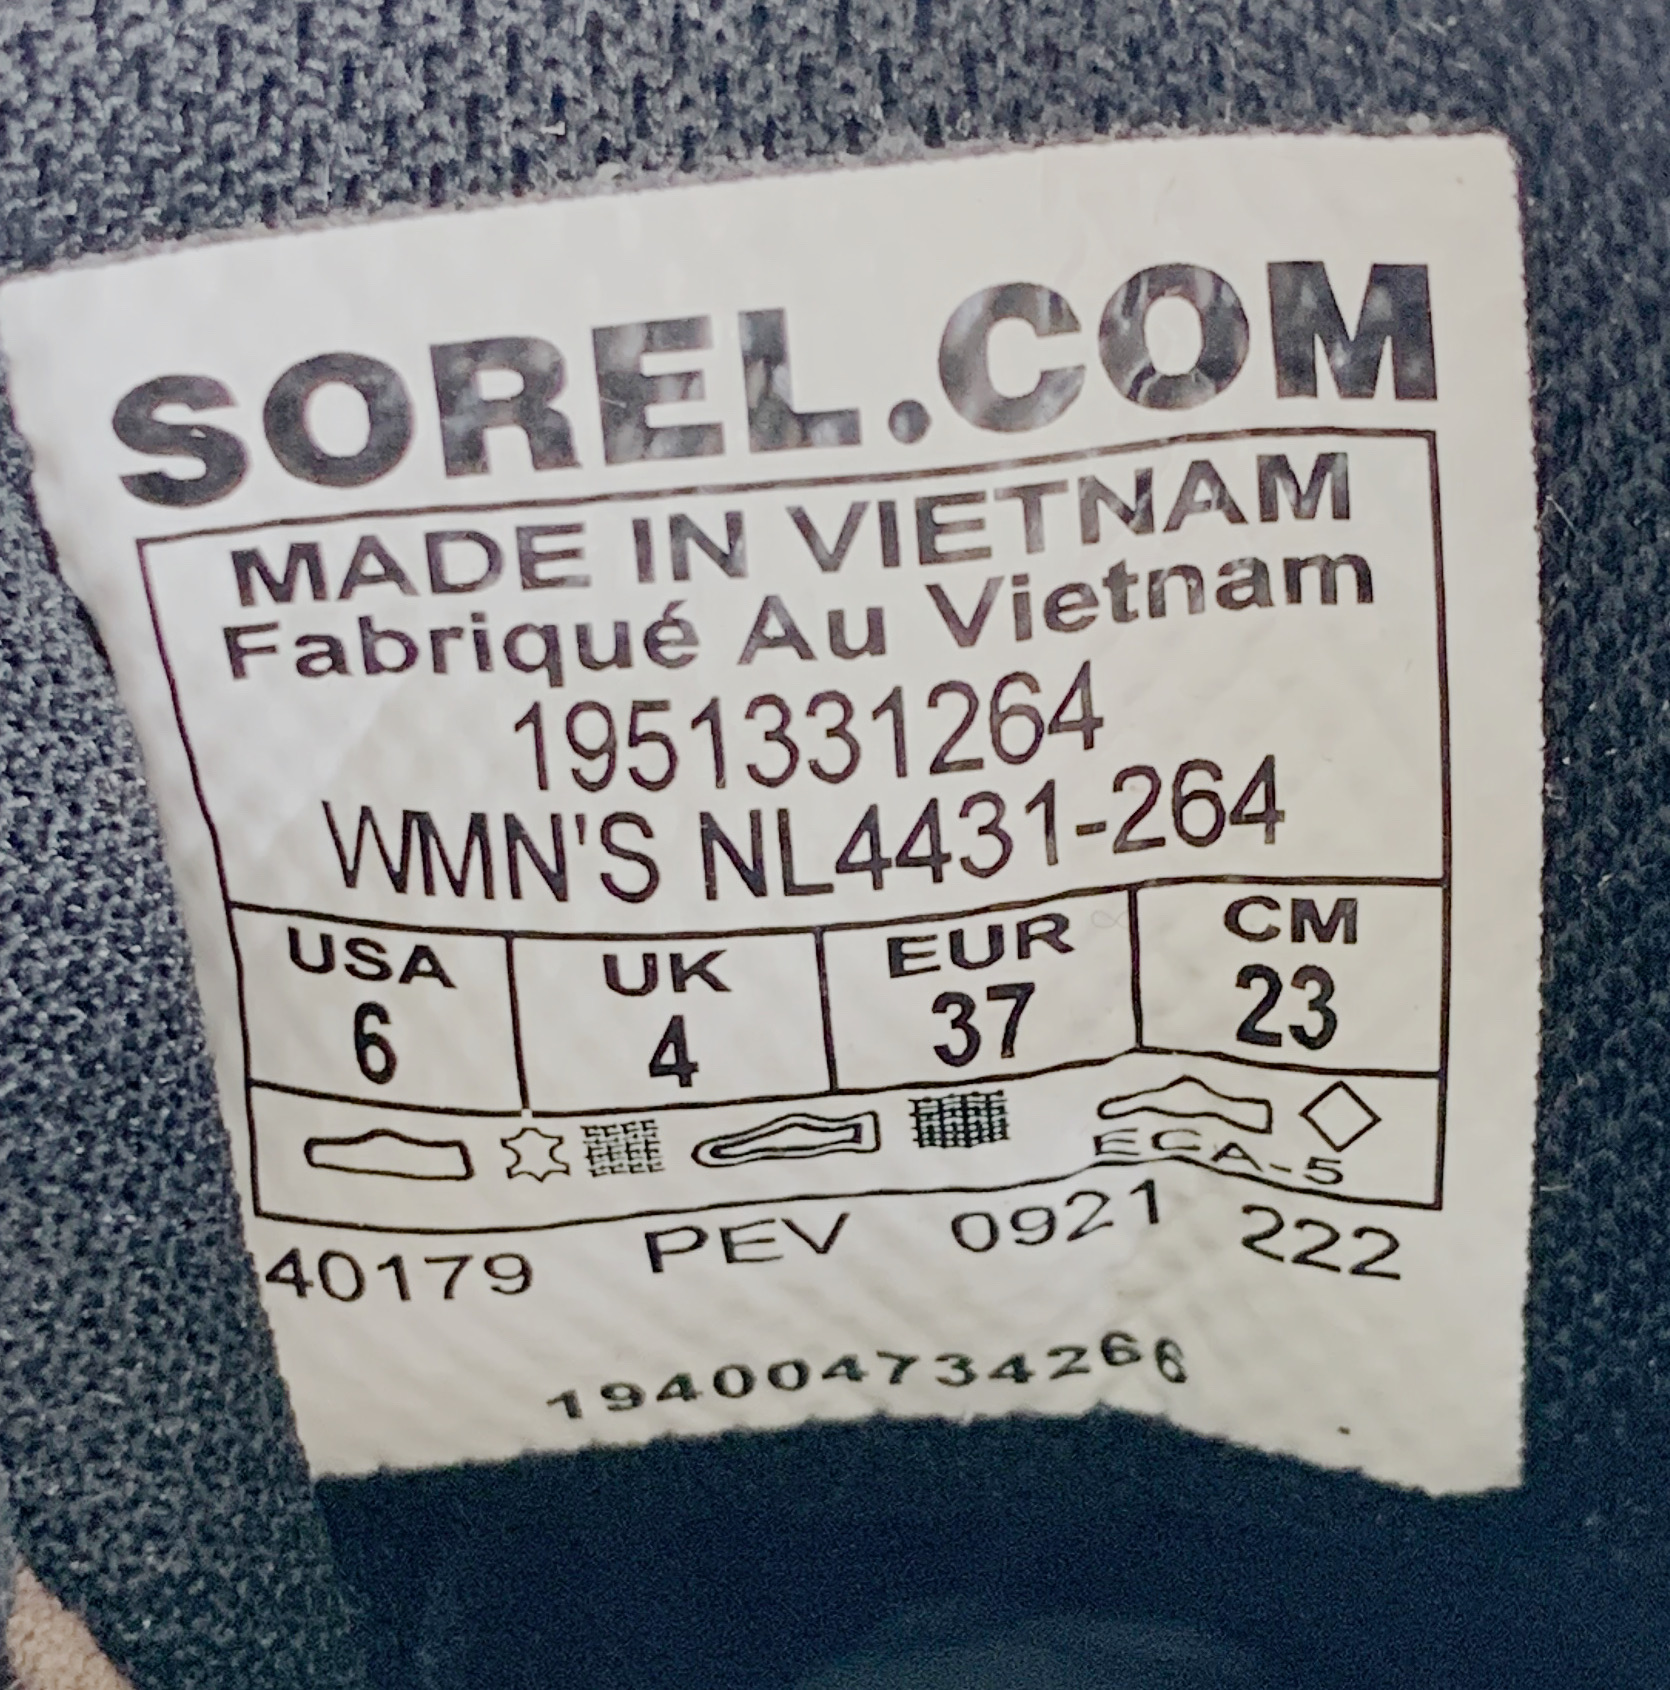 SOREL.COM
MADE IN VIETNAM
Fabriqué Au Vietnam
1951331264
WMN'S NL4431-264
USA UK EUR CM
6 4 37 23
ECA-5
40179 PEV 0921 222
194004734266